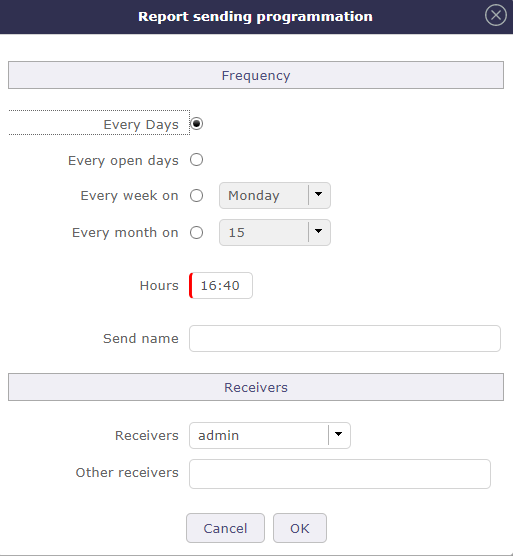 Report sending programmation
Frequency
Every Days
Every open days
Every week on Monday
Every month on 15
Hours 16:40
Send name
Receivers
Receivers admin
Other receivers
Cancel OK